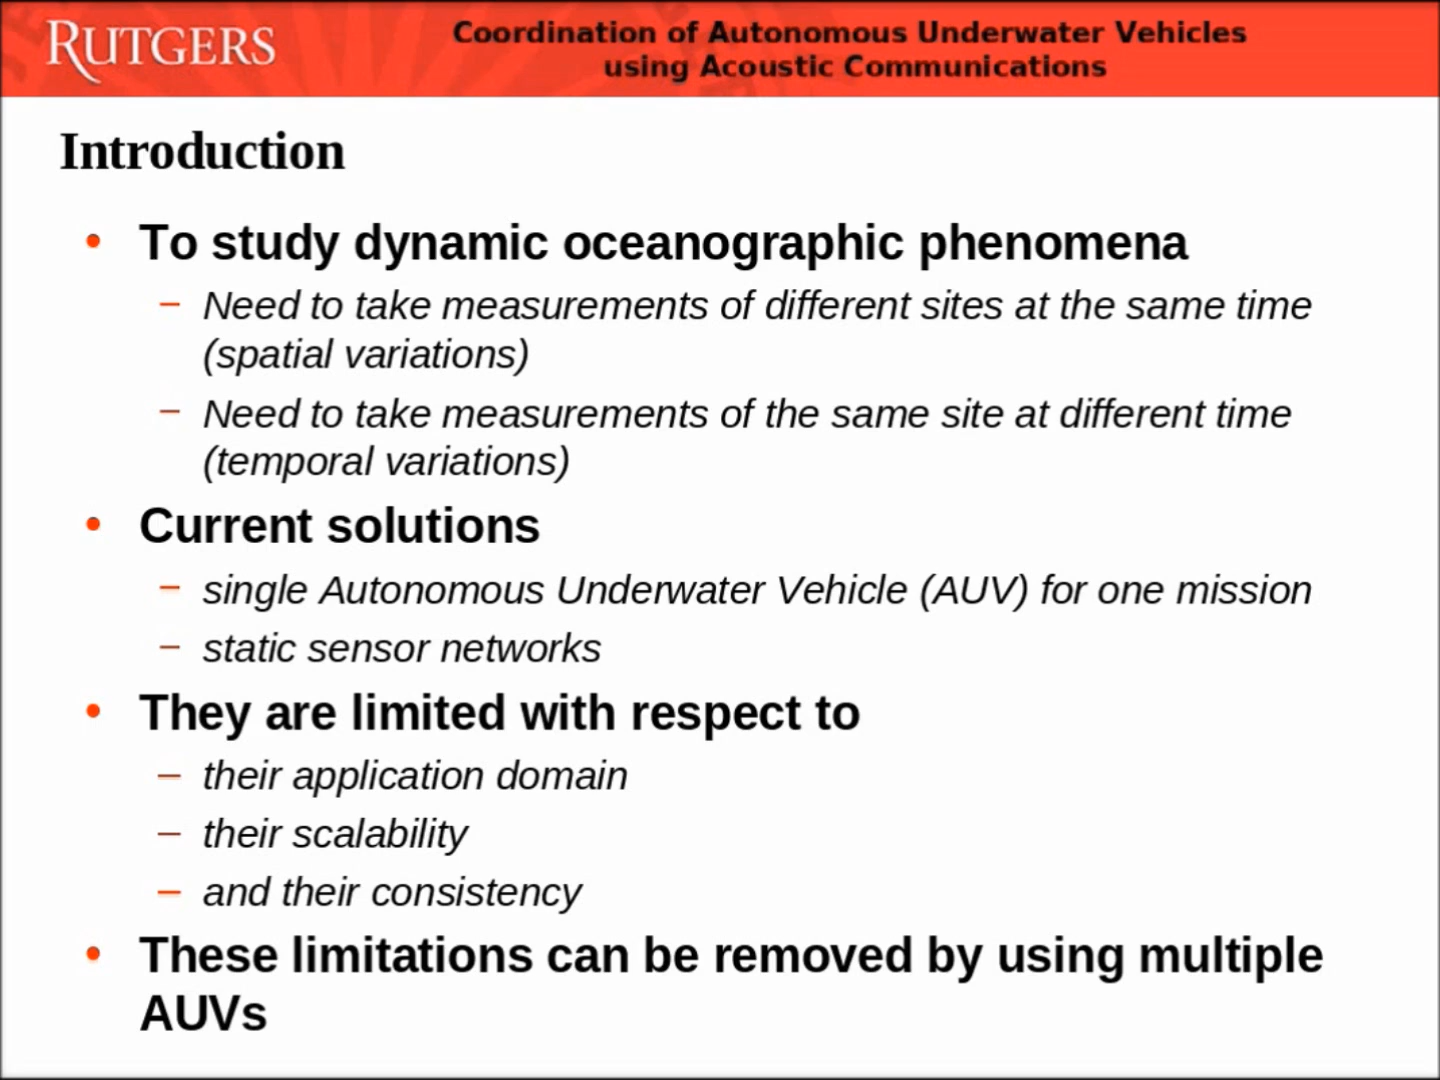 RUTGERS
Coordination of Autonomous Underwater Vehicles
using Acoustic Communications
Introduction
• To study dynamic oceanographic phenomena
– Need to take measurements of different sites at the same time
(spatial variations)
– Need to take measurements of the same site at different time
(temporal variations)
• Current solutions
– single Autonomous Underwater Vehicle (AUV) for one mission
– static sensor networks
• They are limited with respect to
– their application domain
– their scalability
– and their consistency
• These limitations can be removed by using multiple
AUVs